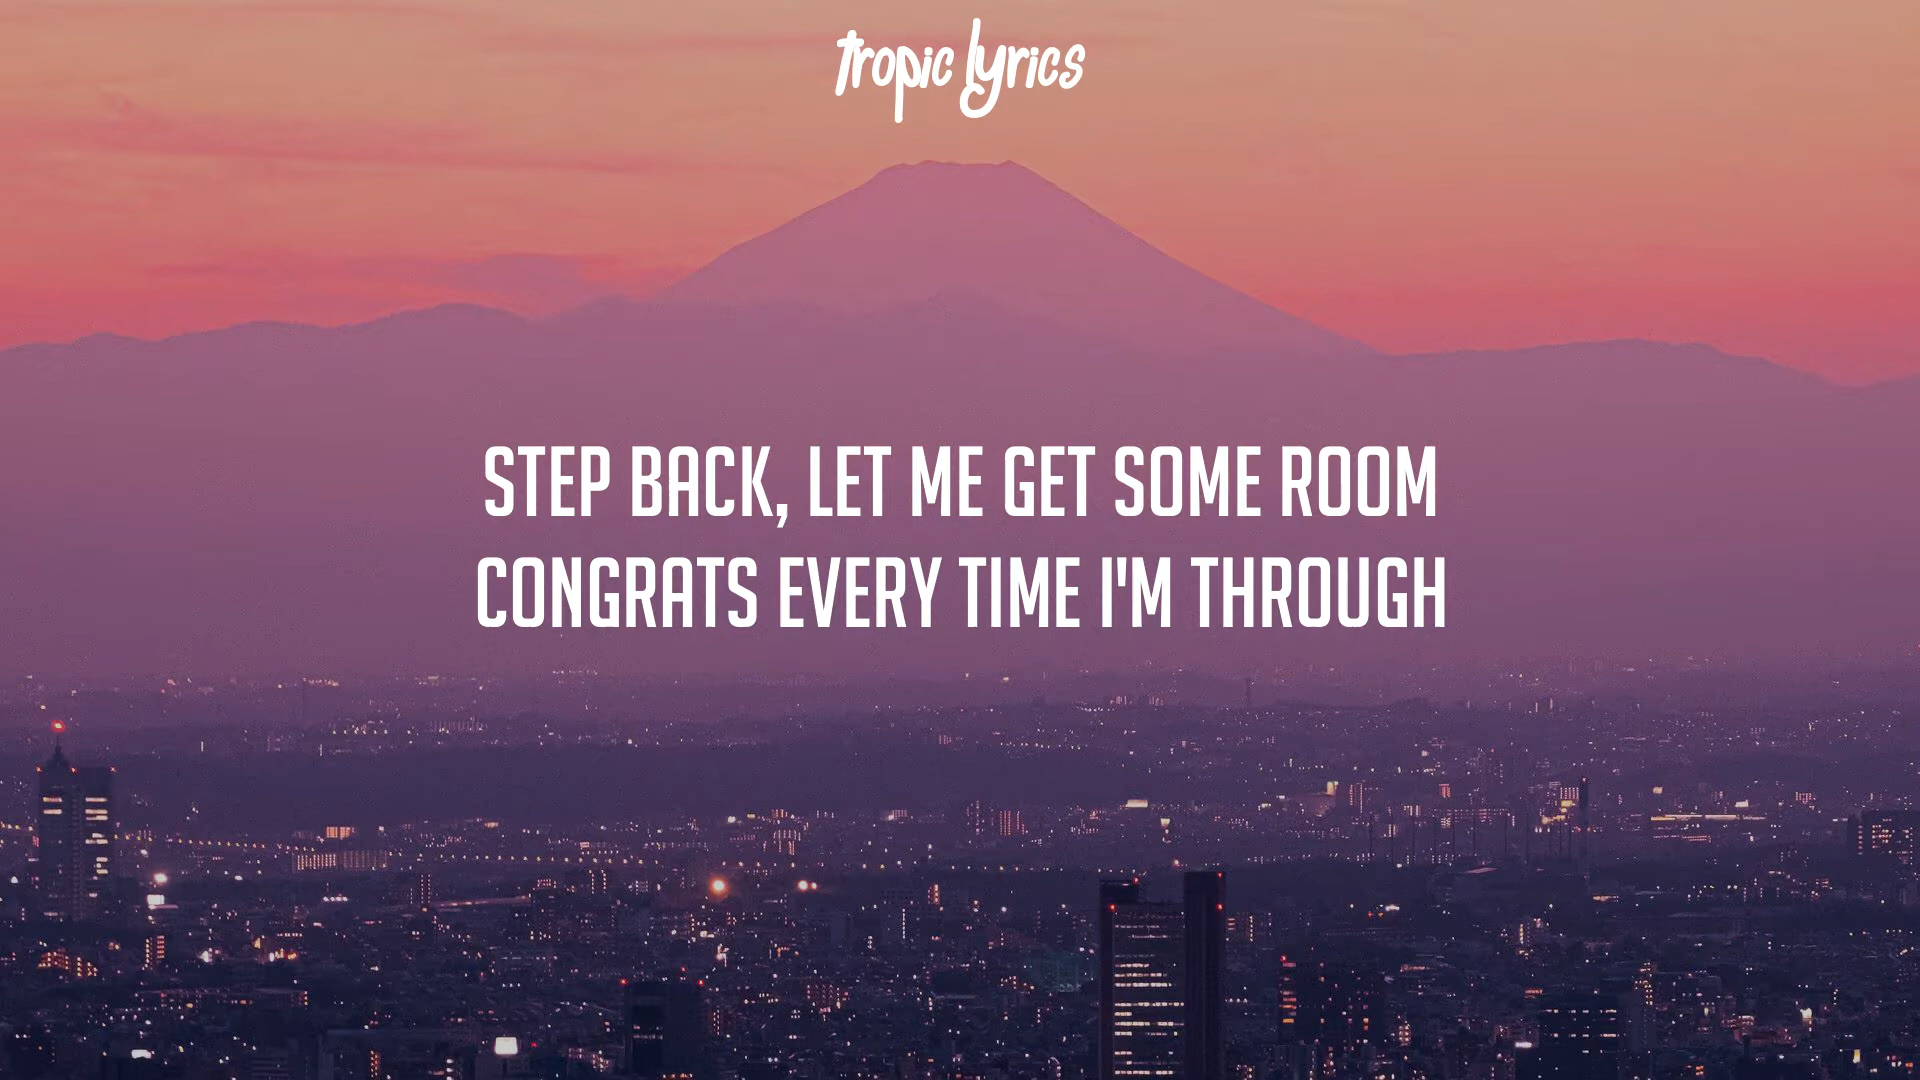 tropic lyrics
STEP BACK, LET ME GET SOME ROOM
CONGRATS EVERY TIME I'M THROUGH